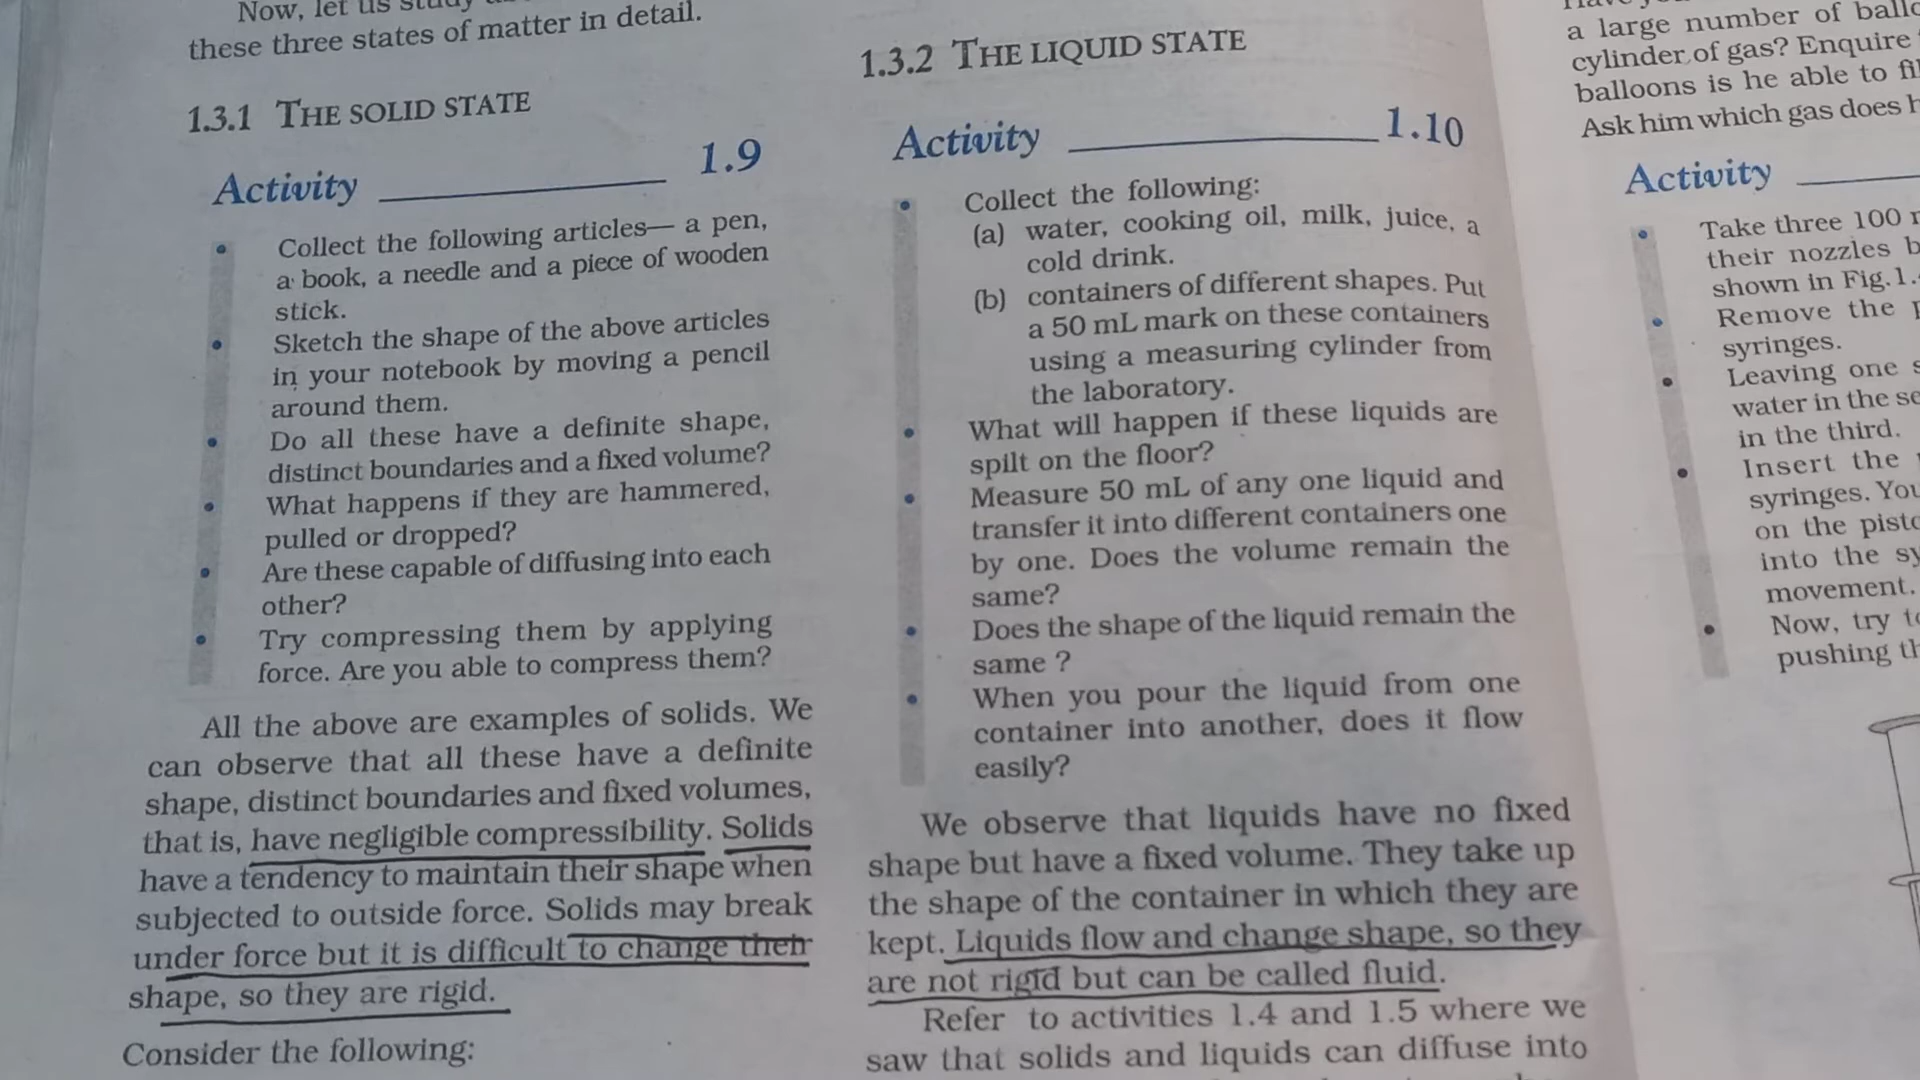 Now, let us study
these three states of matter in detail.
1.3.1 THE SOLID STATE
Activity 1.9
• Collect the following articles— a pen,
a book, a needle and a piece of wooden
stick.
• Sketch the shape of the above articles
in your notebook by moving a pencil
around them.
• Do all these have a definite shape,
distinct boundaries and a fixed volume?
• What happens if they are hammered,
pulled or dropped?
• Are these capable of diffusing into each
other?
• Try compressing them by applying
force. Are you able to compress them?
All the above are examples of solids. We
can observe that all these have a definite
shape, distinct boundaries and fixed volumes,
that is, have negligible compressibility. Solids
have a tendency to maintain their shape when
subjected to outside force. Solids may break
under force but it is difficult to change their
shape, so they are rigid.
Consider the following:
1.3.2 THE LIQUID STATE
Activity 1.10
• Collect the following:
(a) water, cooking oil, milk, juice, a
cold drink.
(b) containers of different shapes. Put
a 50 mL mark on these containers
using a measuring cylinder from
the laboratory.
• What will happen if these liquids are
spilt on the floor?
• Measure 50 mL of any one liquid and
transfer it into different containers one
by one. Does the volume remain the
same?
• Does the shape of the liquid remain the
same ?
• When you pour the liquid from one
container into another, does it flow
easily?
We observe that liquids have no fixed
shape but have a fixed volume. They take up
the shape of the container in which they are
kept. Liquids flow and change shape, so they
are not rigid but can be called fluid.
Refer to activities 1.4 and 1.5 where we
saw that solids and liquids can diffuse into
a large number of
cylinder of gas? Enquire
balloons is he able to
Ask him which gas does
Activity
• Take three 100
their nozzles
shown in Fig.1.
• Remove the
syringes.
• Leaving one
water in the
in the third.
• Insert the
syringes.
on the
into the
movement.
• Now, try
pushing